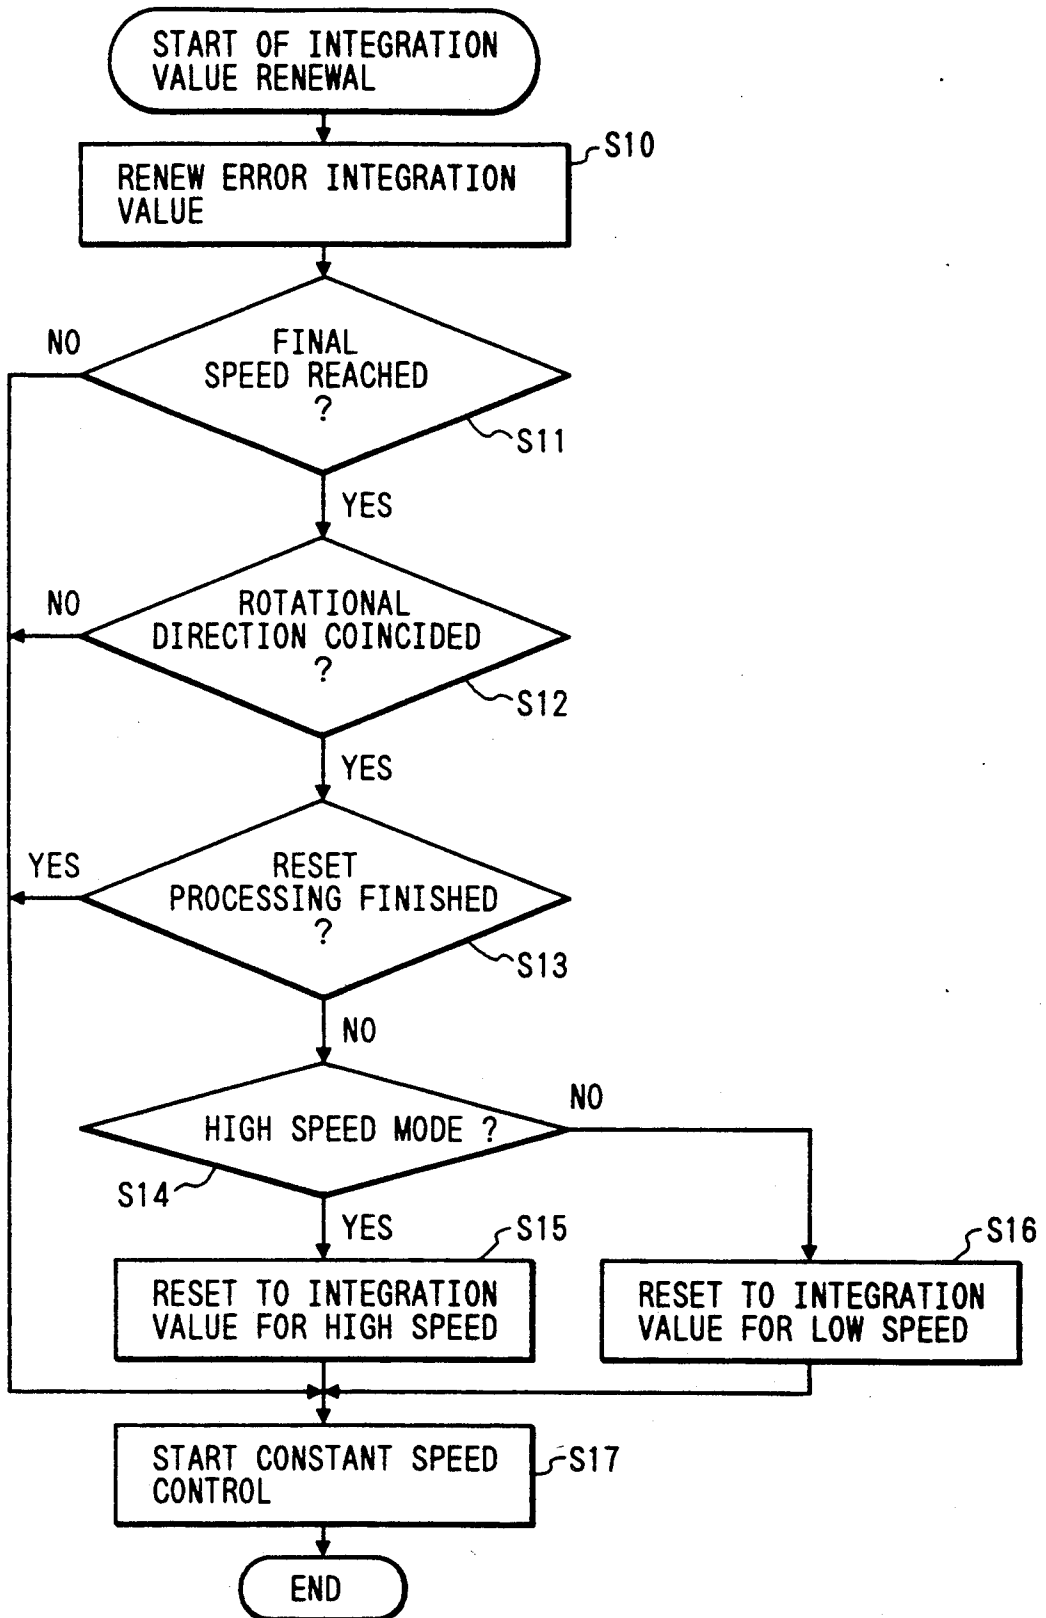 START OF INTEGRATION
VALUE RENEWAL
S10
RENEW ERROR INTEGRATION
VALUE
NO
FINAL
SPEED REACHED
?
S11
YES
NO
ROTATIONAL
DIRECTION COINCIDED
?
S12
YES
YES
RESET
PROCESSING FINISHED
?
S13
NO
NO
HIGH SPEED MODE ?
S14
YES
S15
S16
RESET TO INTEGRATION
VALUE FOR HIGH SPEED
RESET TO INTEGRATION
VALUE FOR LOW SPEED
START CONSTANT SPEED
CONTROL
S17
END